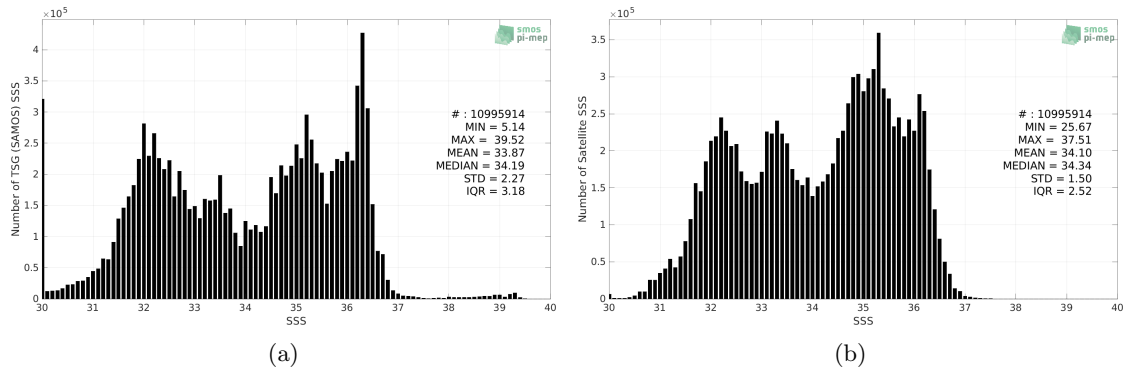 ×10⁵
4
3.5
3
2.5
2
1.5
1
0.5
0
Number of TSG (SAMOS) SSS
smos
pi-mep
# : 10995914
MIN = 5.14
MAX = 39.52
MEAN = 33.87
MEDIAN = 34.19
STD = 2.27
IQR = 3.18
30 31 32 33 34 35 36 37 38 39 40
SSS
(a)
×10⁵
3.5
3
2.5
2
1.5
1
0.5
0
Number of Satellite SSS
smos
pi-mep
# : 10995914
MIN = 25.67
MAX = 37.51
MEAN = 34.10
MEDIAN = 34.34
STD = 1.50
IQR = 2.52
30 31 32 33 34 35 36 37 38 39 40
SSS
(b)